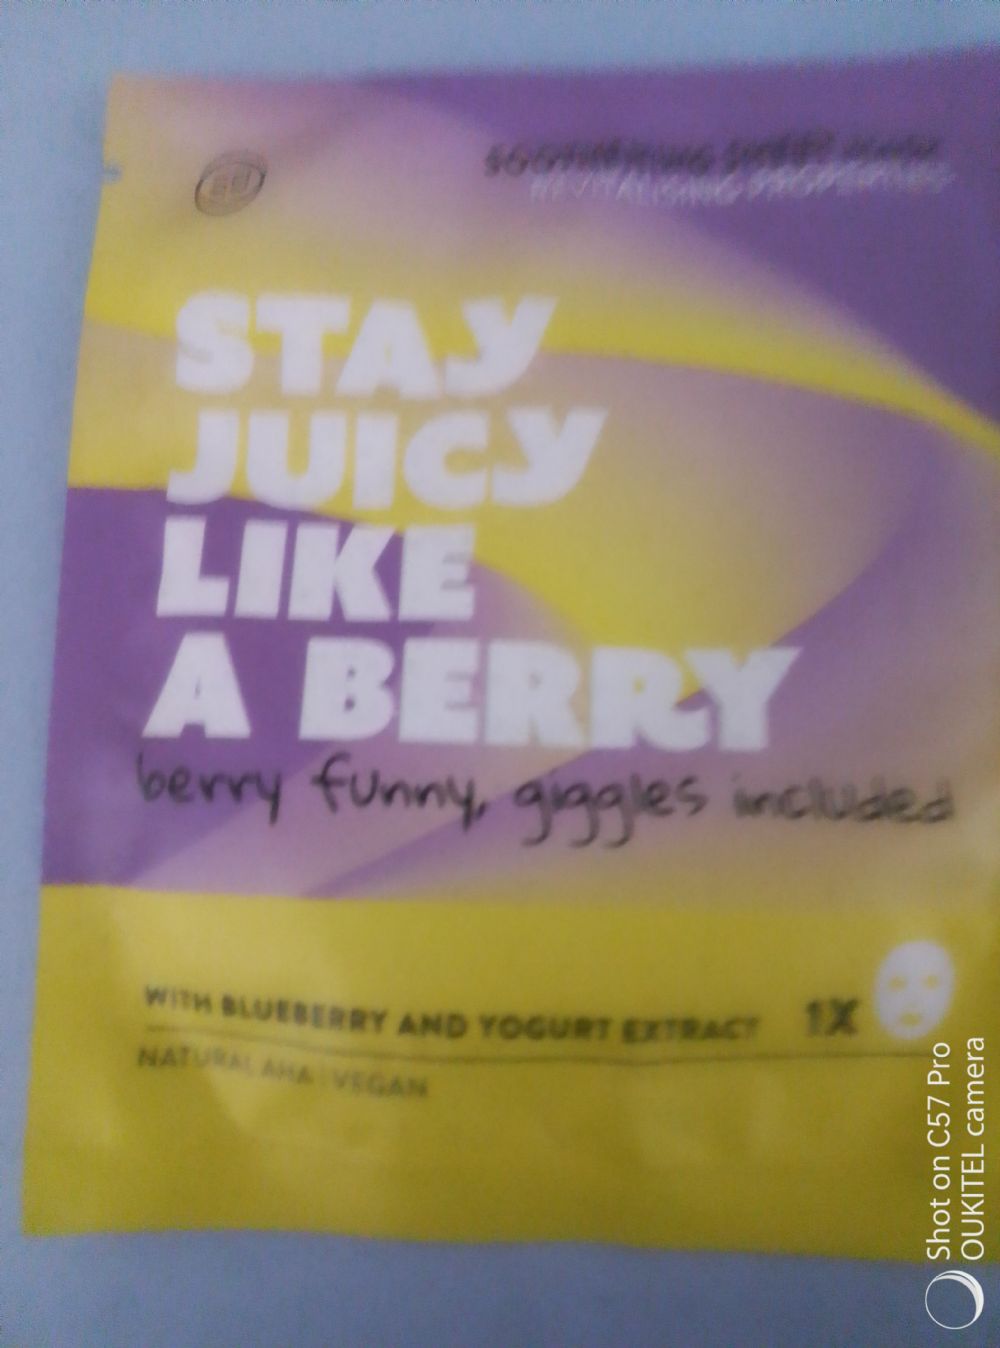 SOOTHING SHEET MASK
REVITALISING PROPERTIES
STAY
JUICY
LIKE
A BERRY
berry funny, giggles included
WITH BLUEBERRY AND YOGURT EXTRACT 1X
NATURAL AHA | VEGAN
Shot on C57 Pro
OUKITEL camera